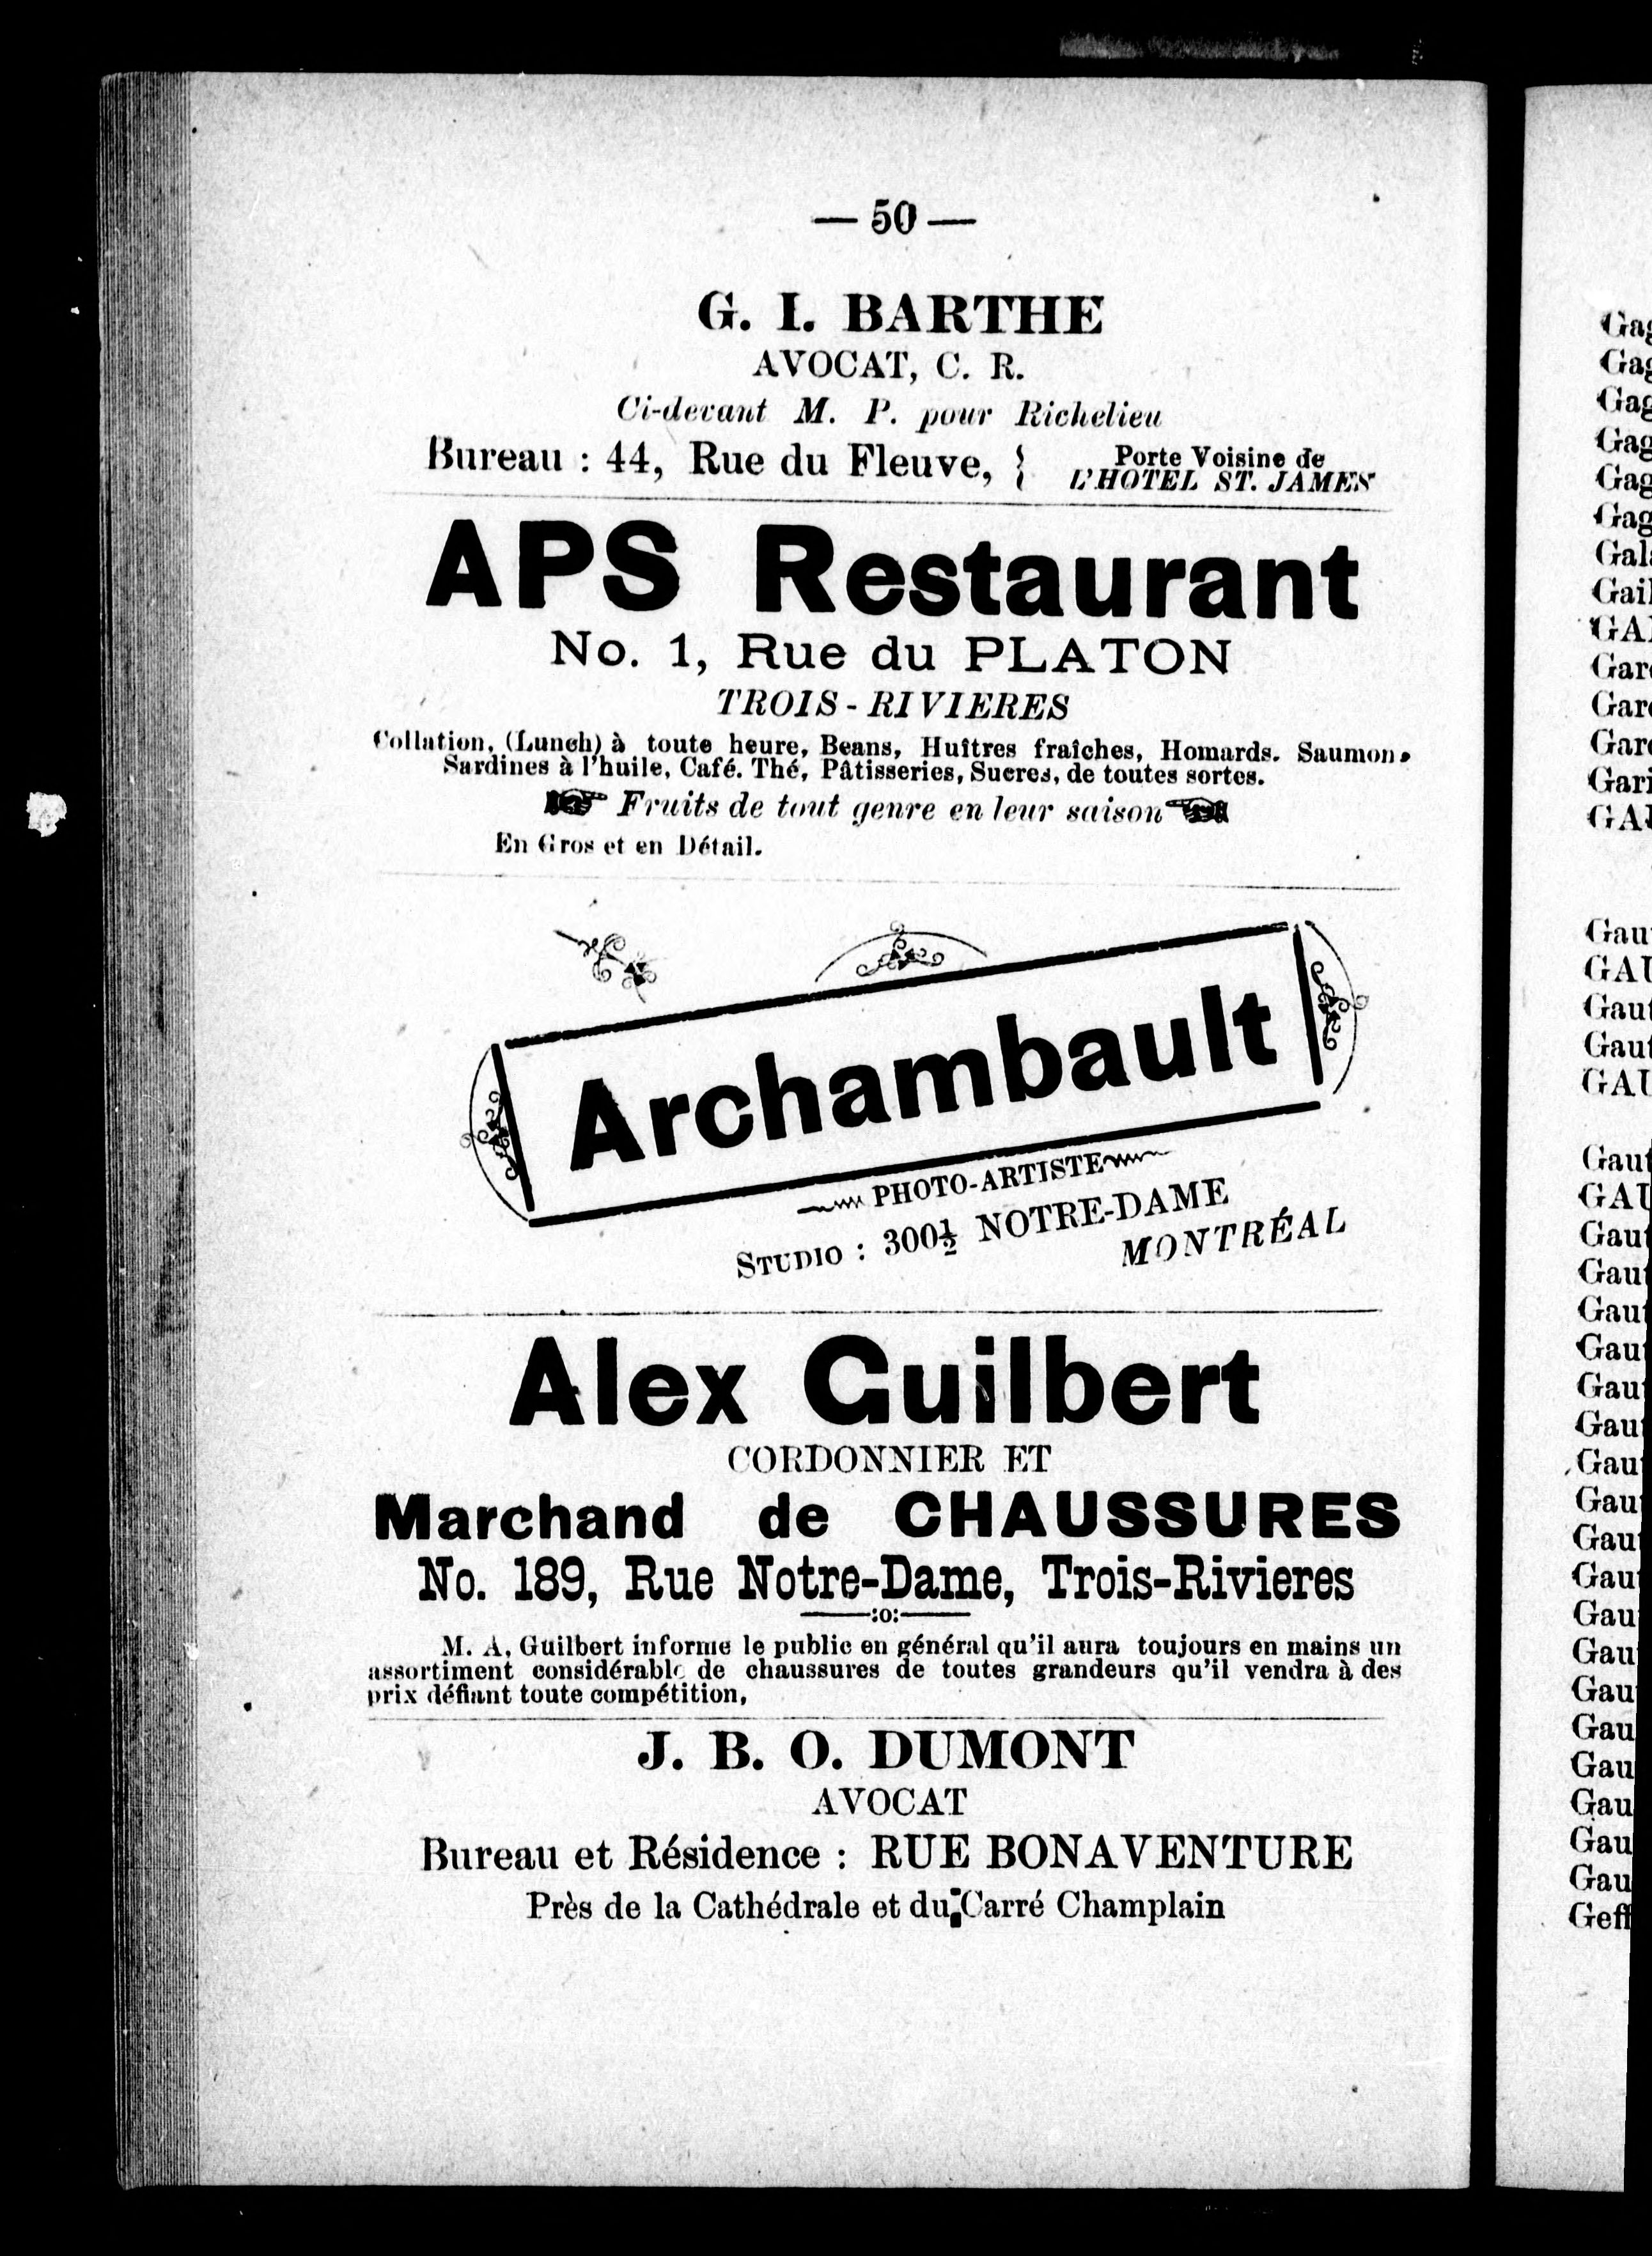 — 50 —
G. I. BARTHE
AVOCAT, C. R.
Ci-devant M. P. pour Richelieu
Bureau : 44, Rue du Fleuve, } Porte Voisine de
L'HOTEL ST. JAMES
APS Restaurant
No. 1, Rue du PLATON
TROIS-RIVIERES
Collation, (Lunch) à toute heure, Beans, Huîtres fraîches, Homards. Saumon.
Sardines à l'huile, Café. Thé, Pâtisseries, Sucres, de toutes sortes.
☞ Fruits de tout genre en leur saison ☜
En Gros et en Détail.
Archambault
PHOTO-ARTISTE
STUDIO : 300½ NOTRE-DAME
MONTRÉAL
Alex Guilbert
CORDONNIER ET
Marchand de CHAUSSURES
No. 189, Rue Notre-Dame, Trois-Rivieres
——:o:——
M. A, Guilbert informe le public en général qu'il aura toujours en mains un
assortiment considérable de chaussures de toutes grandeurs qu'il vendra à des
prix défiant toute compétition,
J. B. O. DUMONT
AVOCAT
Bureau et Résidence : RUE BONAVENTURE
Près de la Cathédrale et du Carré Champlain